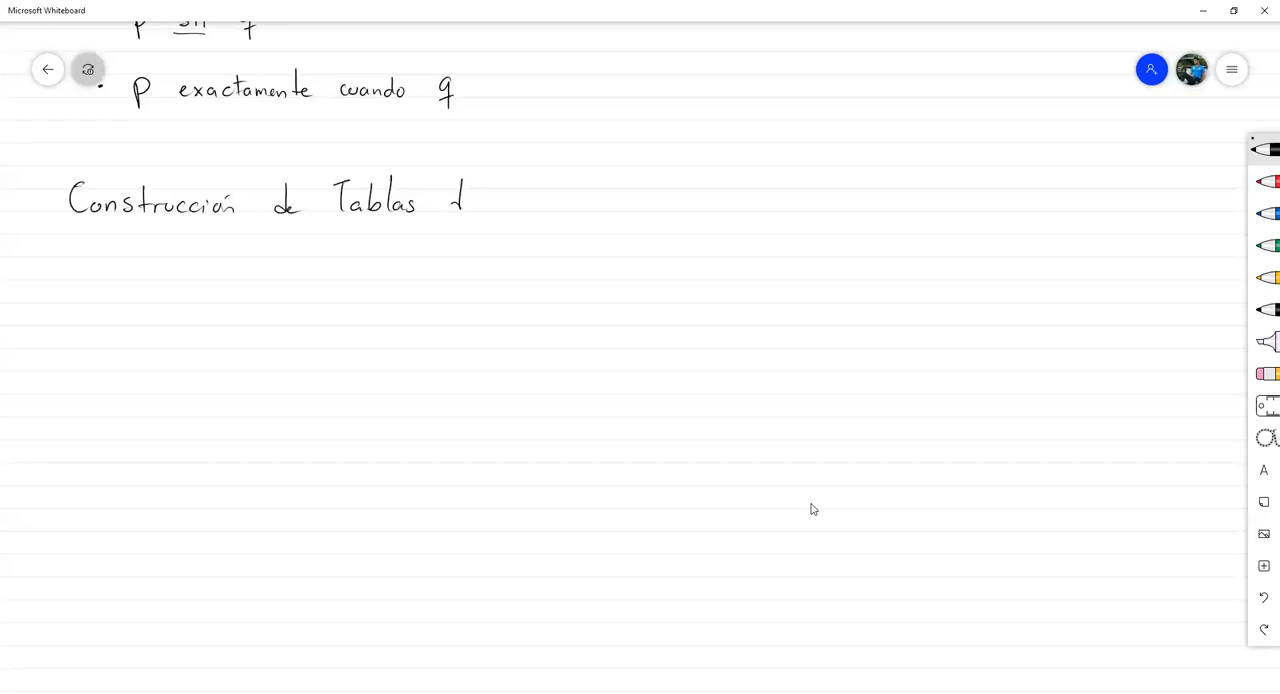 Microsoft Whiteboard
• p exactamente cuando q
Construcción de Tablas d
A